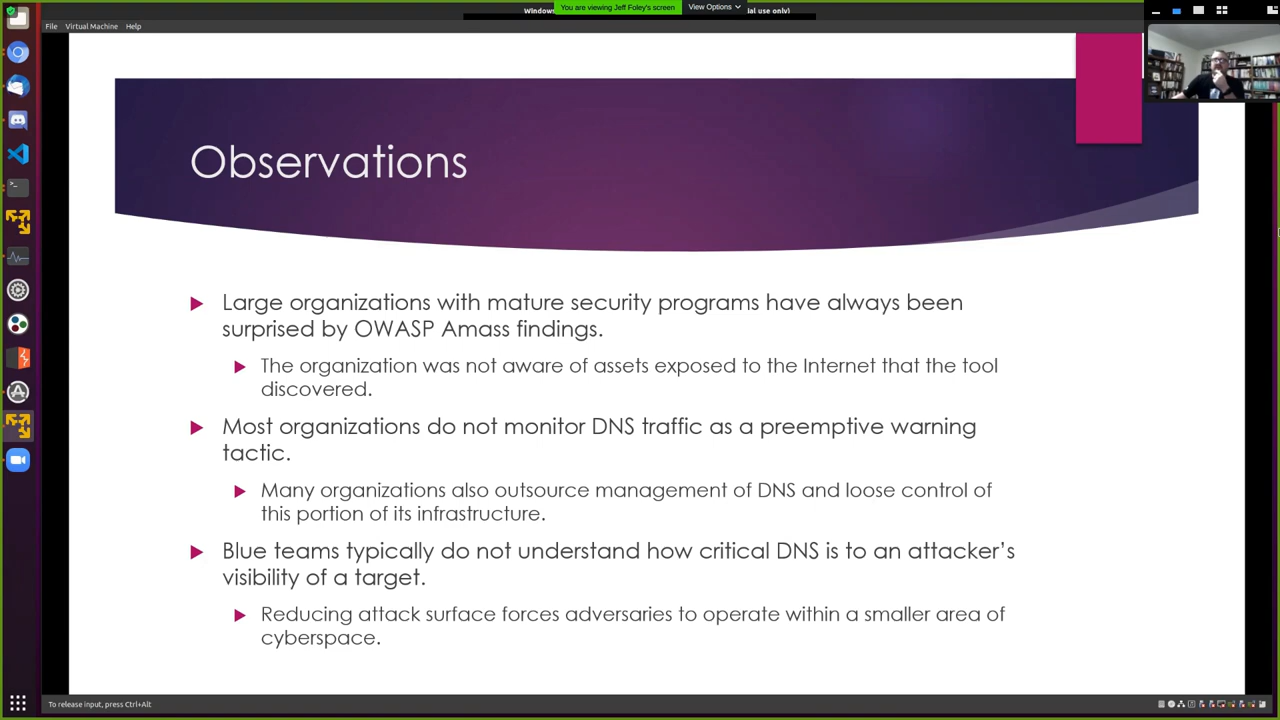 Windows
You are viewing Jeff Foley's screen
View Options
ial use only)
File Virtual Machine Help
Observations
Large organizations with mature security programs have always been
surprised by OWASP Amass findings.
The organization was not aware of assets exposed to the Internet that the tool
discovered.
Most organizations do not monitor DNS traffic as a preemptive warning
tactic.
Many organizations also outsource management of DNS and loose control of
this portion of its infrastructure.
Blue teams typically do not understand how critical DNS is to an attacker's
visibility of a target.
Reducing attack surface forces adversaries to operate within a smaller area of
cyberspace.
To release input, press Ctrl+Alt